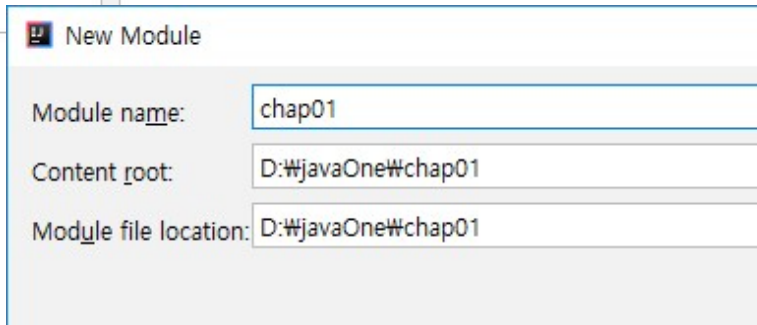 New Module
Module name: chap01
Content root: D:₩javaOne₩chap01
Module file location: D:₩javaOne₩chap01